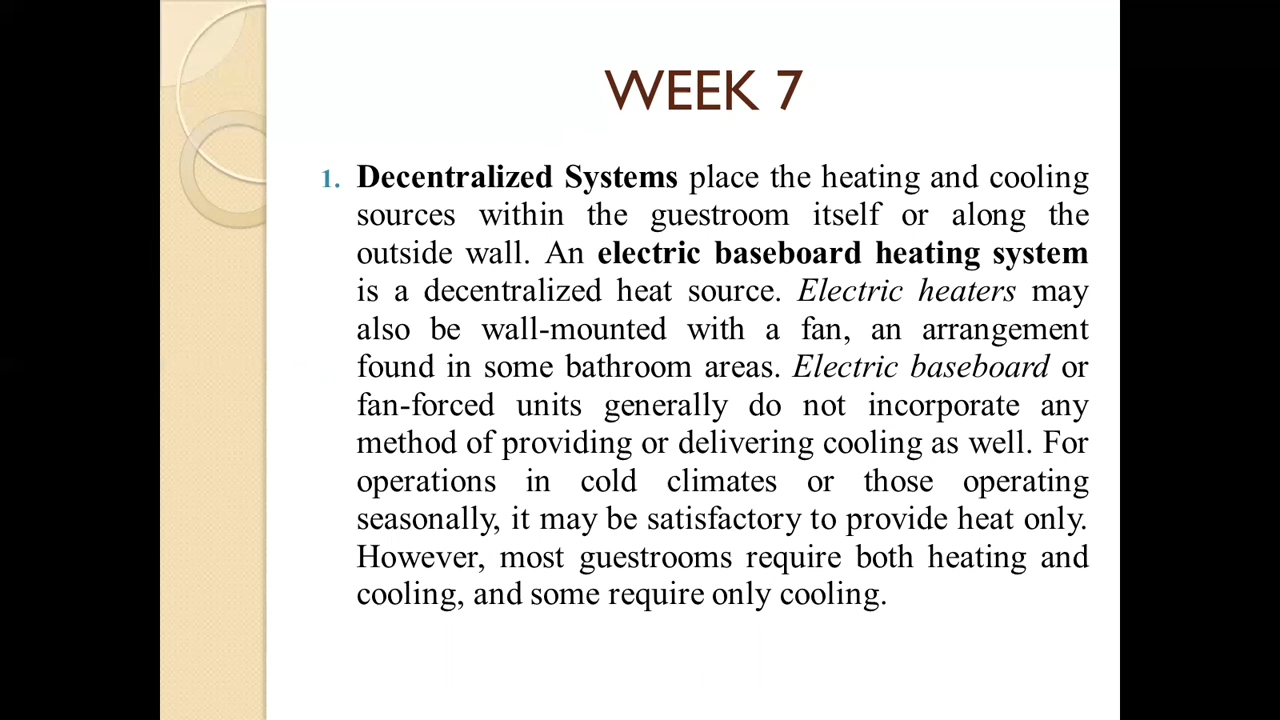 WEEK 7
1. Decentralized Systems place the heating and cooling
sources within the guestroom itself or along the
outside wall. An electric baseboard heating system
is a decentralized heat source. Electric heaters may
also be wall-mounted with a fan, an arrangement
found in some bathroom areas. Electric baseboard or
fan-forced units generally do not incorporate any
method of providing or delivering cooling as well. For
operations in cold climates or those operating
seasonally, it may be satisfactory to provide heat only.
However, most guestrooms require both heating and
cooling, and some require only cooling.